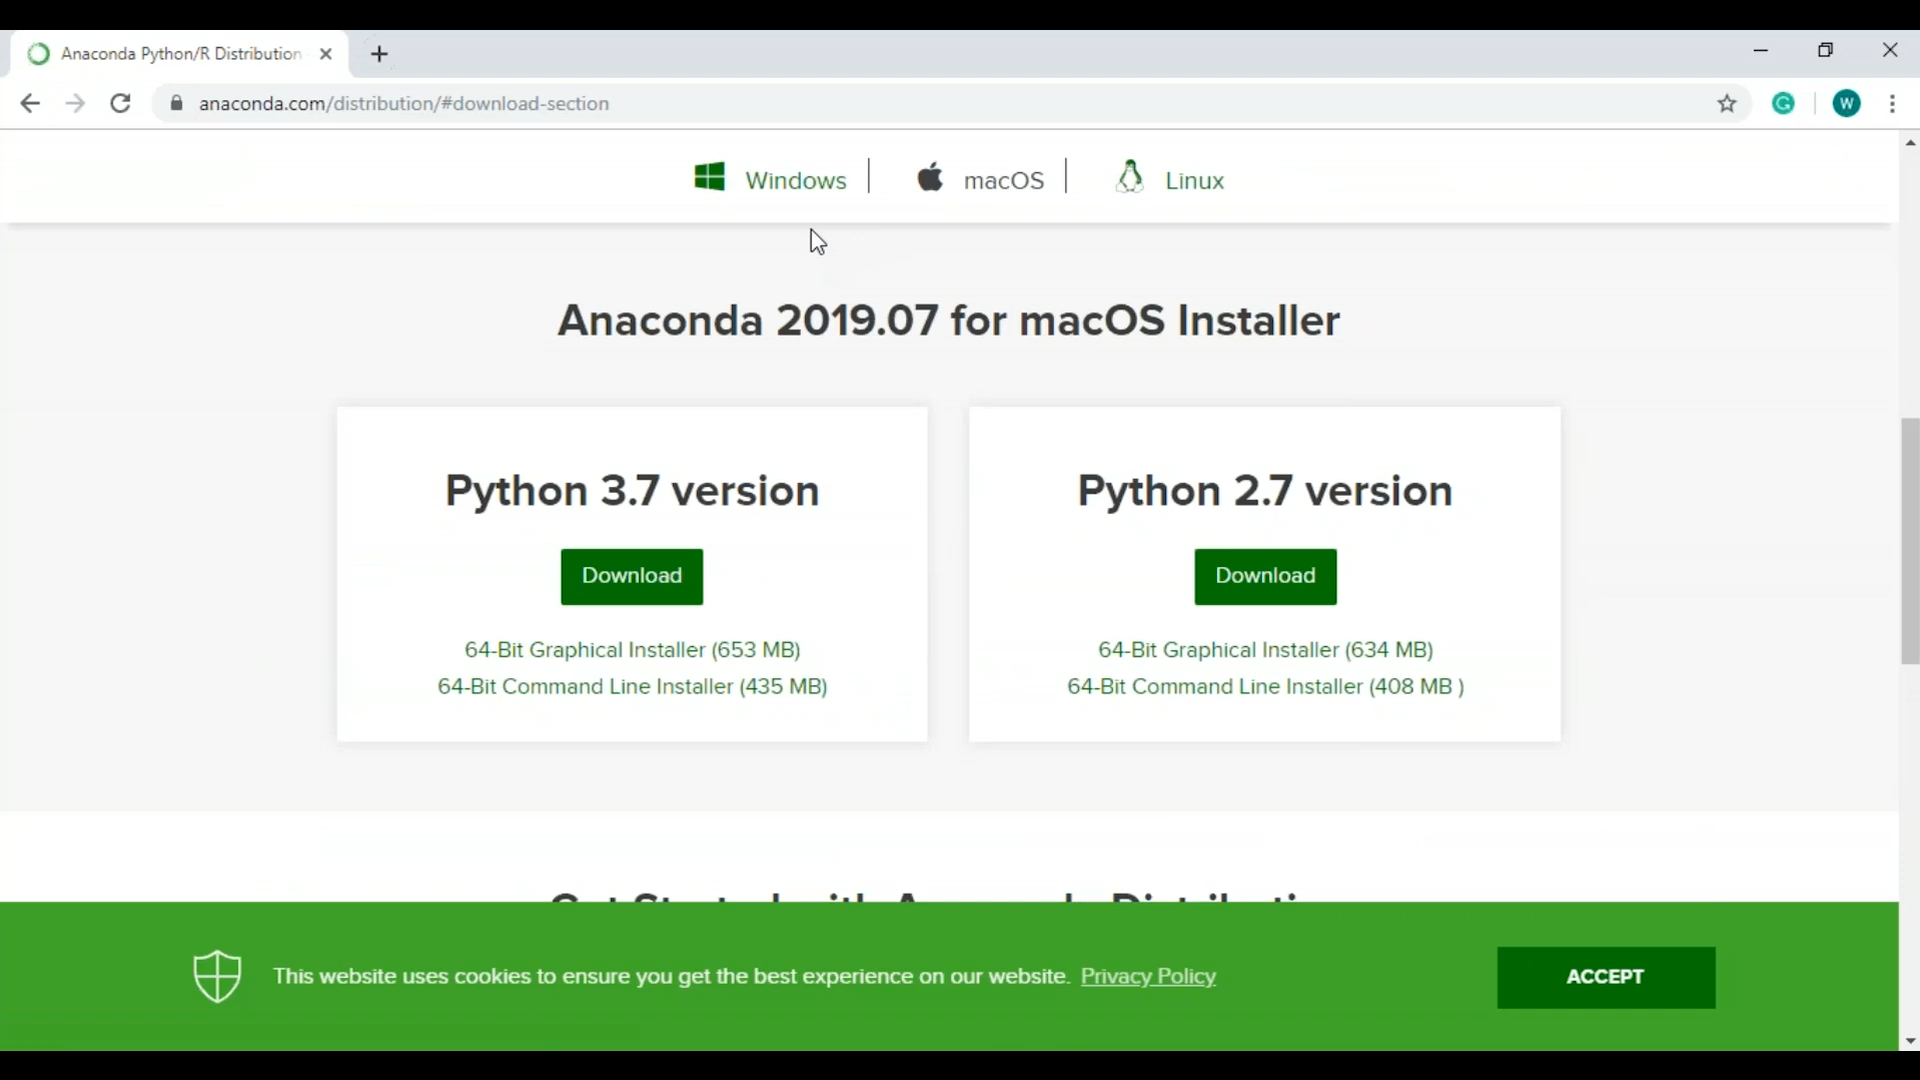 Anaconda Python/R Distribution
anaconda.com/distribution/#download-section
W
Windows
macOS
Linux
Anaconda 2019.07 for macOS Installer
Python 3.7 version
Download
64-Bit Graphical Installer (653 MB)
64-Bit Command Line Installer (435 MB)
Python 2.7 version
Download
64-Bit Graphical Installer (634 MB)
64-Bit Command Line Installer (408 MB )
This website uses cookies to ensure you get the best experience on our website. Privacy Policy
ACCEPT